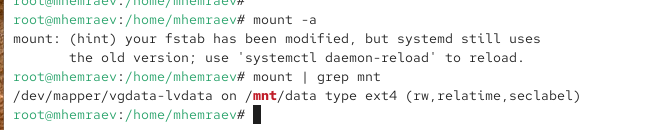 root@mhemraev:/home/mhemraev#
root@mhemraev:/home/mhemraev# mount -a
mount: (hint) your fstab has been modified, but systemd still uses
       the old version; use 'systemctl daemon-reload' to reload.
root@mhemraev:/home/mhemraev# mount | grep mnt
/dev/mapper/vgdata-lvdata on /mnt/data type ext4 (rw,relatime,seclabel)
root@mhemraev:/home/mhemraev#